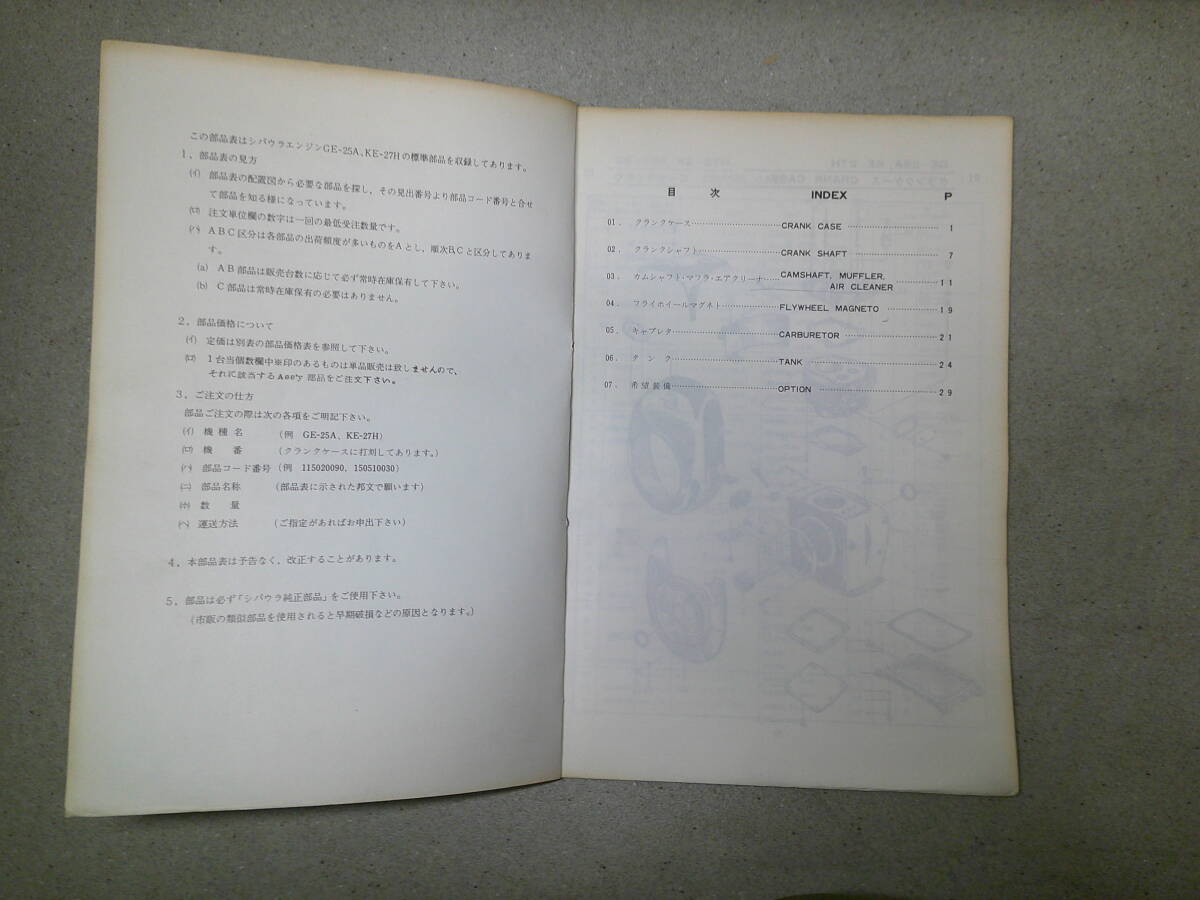 この部品表はシバウラエンジンGE-25A、KE-27Hの標準部品を収録してあります。
1．部品表の見方
(イ) 部品表の配置図から必要な部品を探し，その見出番号より部品コード番号と合せ
て部品を知る様になっています。
(ロ) 注文単位欄の数字は一回の最低受注数量です。
(ハ) ABC区分は各部品の出荷頻度が多いものをAとし，順次B,Cと区分してありま
す。
(a) AB部品は販売台数に応じて必ず常時在庫保有して下さい。
(b) C部品は常時在庫保有の必要はありません。
2．部品価格について
(イ) 定価は別表の部品価格表を参照して下さい。
(ロ) 1台当個数欄中※印のあるものは単品販売は致しませんので、
それに該当するAss'y部品をご注文下さい。
3．ご注文の仕方
部品ご注文の際は次の各項をご明記下さい。
(イ) 機種名 (例 GE-25A、KE-27H)
(ロ) 機番 (クランクケースに打刻してあります。)
(ハ) 部品コード番号 (例 115020090，150510030)
(ニ) 部品名称 (部品表に示された邦文で願います)
(ホ) 数量
(ヘ) 運送方法 (ご指定があればお申出下さい)
4．本部品表は予告なく，改正することがあります。
5．部品は必ず「シバウラ純正部品」をご使用下さい。
(市販の類似部品を使用されると早期破損などの原因となります。)
目次 INDEX P
01．クランクケース……CRANK CASE……1
02．クランクシャフト……CRANK SHAFT……7
03．カムシャフト・マフラ・エアクリーナ……CAMSHAFT, MUFFLER,
AIR CLEANER……11
04．フライホイールマグネト……FLYWHEEL MAGNETO……19
05．キャブレタ……CARBURETOR……21
06．タンク……TANK……24
07．希望装備……OPTION……29